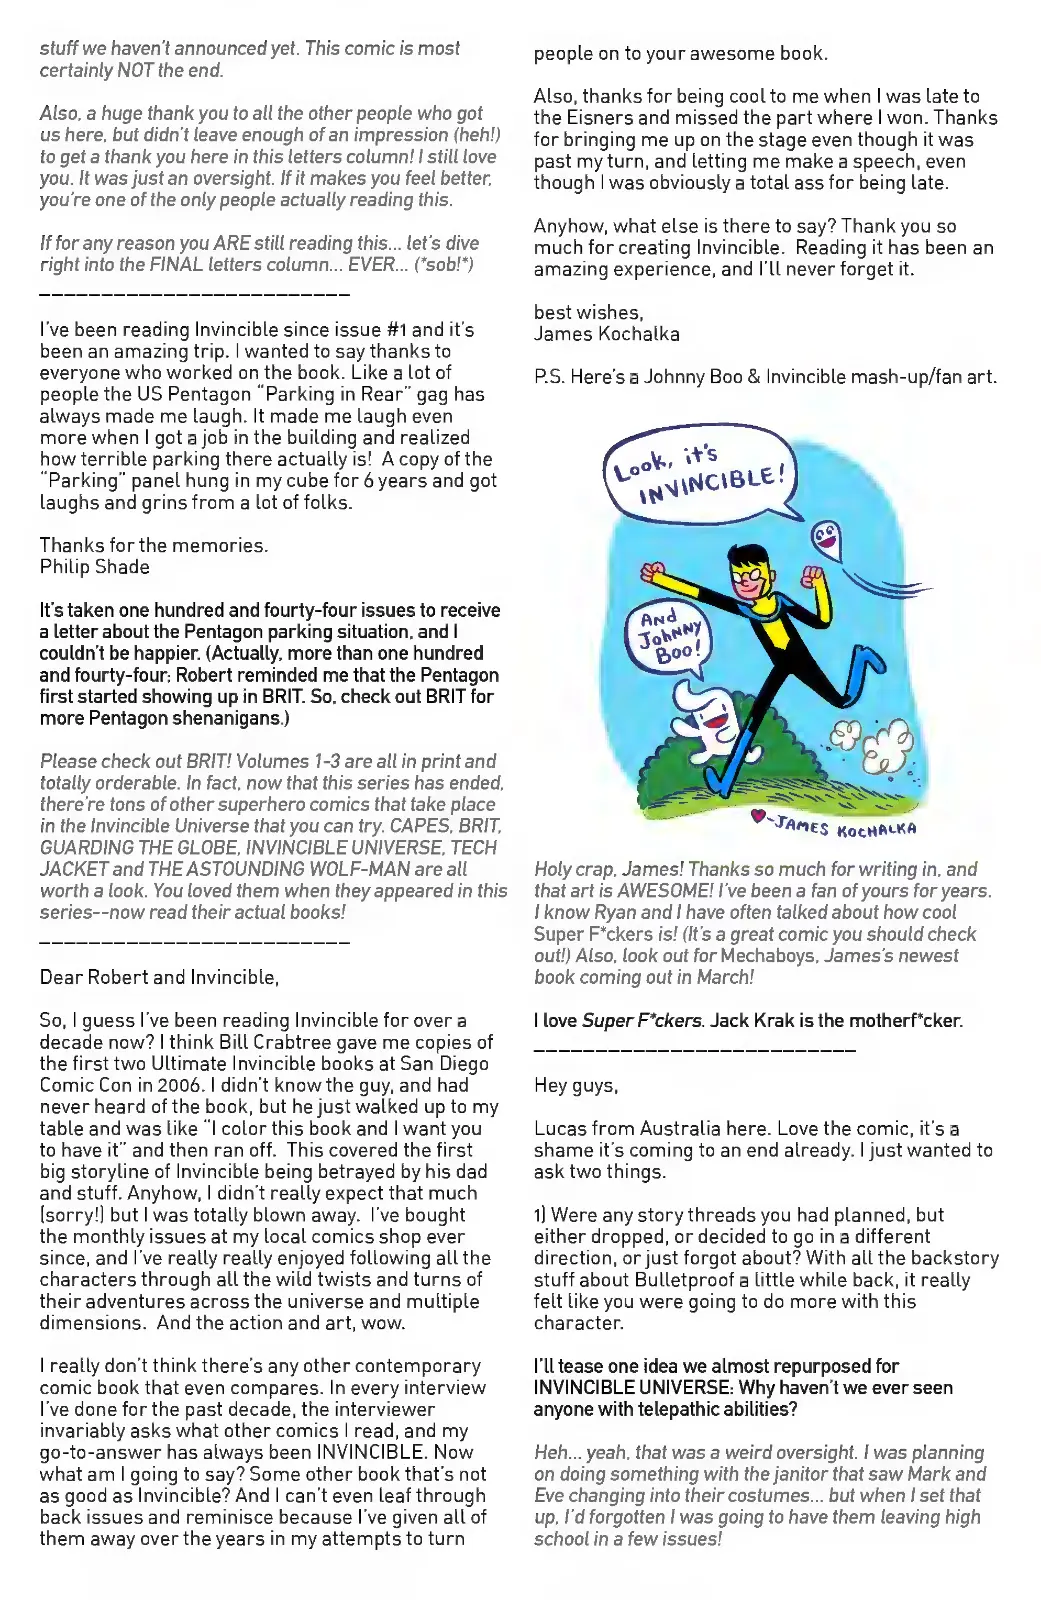 stuff we haven't announced yet. This comic is most
certainly NOT the end.
Also, a huge thank you to all the other people who got
us here, but didn't leave enough of an impression (heh!)
to get a thank you here in this letters column! I still love
you. It was just an oversight. If it makes you feel better,
you're one of the only people actually reading this.
If for any reason you ARE still reading this... let's dive
right into the FINAL letters column... EVER... (*sob!*)
__________________________
I've been reading Invincible since issue #1 and it's
been an amazing trip. I wanted to say thanks to
everyone who worked on the book. Like a lot of
people the US Pentagon "Parking in Rear" gag has
always made me laugh. It made me laugh even
more when I got a job in the building and realized
how terrible parking there actually is!  A copy of the
"Parking" panel hung in my cube for 6 years and got
laughs and grins from a lot of folks.
Thanks for the memories.
Philip Shade
It's taken one hundred and fourty-four issues to receive
a letter about the Pentagon parking situation, and I
couldn't be happier. (Actually, more than one hundred
and fourty-four; Robert reminded me that the Pentagon
first started showing up in BRIT. So, check out BRIT for
more Pentagon shenanigans.)
Please check out BRIT! Volumes 1-3 are all in print and
totally orderable. In fact, now that this series has ended,
there're tons of other superhero comics that take place
in the Invincible Universe that you can try. CAPES, BRIT,
GUARDING THE GLOBE, INVINCIBLE UNIVERSE, TECH
JACKET and THE ASTOUNDING WOLF-MAN are all
worth a look. You loved them when they appeared in this
series--now read their actual books!
__________________________
Dear Robert and Invincible,
So, I guess I've been reading Invincible for over a
decade now? I think Bill Crabtree gave me copies of
the first two Ultimate Invincible books at San Diego
Comic Con in 2006. I didn't know the guy, and had
never heard of the book, but he just walked up to my
table and was like "I color this book and I want you
to have it" and then ran off.  This covered the first
big storyline of Invincible being betrayed by his dad
and stuff. Anyhow, I didn't really expect that much
(sorry!) but I was totally blown away.  I've bought
the monthly issues at my local comics shop ever
since, and I've really really enjoyed following all the
characters through all the wild twists and turns of
their adventures across the universe and multiple
dimensions.  And the action and art, wow.
I really don't think there's any other contemporary
comic book that even compares. In every interview
I've done for the past decade, the interviewer
invariably asks what other comics I read, and my
go-to-answer has always been INVINCIBLE. Now
what am I going to say? Some other book that's not
as good as Invincible? And I can't even leaf through
back issues and reminisce because I've given all of
them away over the years in my attempts to turn
people on to your awesome book.
Also, thanks for being cool to me when I was late to
the Eisners and missed the part where I won. Thanks
for bringing me up on the stage even though it was
past my turn, and letting me make a speech, even
though I was obviously a total ass for being late.
Anyhow, what else is there to say? Thank you so
much for creating Invincible.  Reading it has been an
amazing experience, and I'll never forget it.
best wishes,
James Kochalka
P.S. Here's a Johnny Boo & Invincible mash-up/fan art.
Look, it's
INVINCIBLE!
And
Johnny
Boo!
-James Kochalka
Holy crap, James! Thanks so much for writing in, and
that art is AWESOME! I've been a fan of yours for years.
I know Ryan and I have often talked about how cool
Super F*ckers is! (It's a great comic you should check
out!) Also, look out for Mechaboys, James's newest
book coming out in March!
I love Super F*ckers. Jack Krak is the motherf*cker.
___________________________
Hey guys,
Lucas from Australia here. Love the comic, it's a
shame it's coming to an end already. I just wanted to
ask two things.
1) Were any story threads you had planned, but
either dropped, or decided to go in a different
direction, or just forgot about? With all the backstory
stuff about Bulletproof a little while back, it really
felt like you were going to do more with this
character.
I'll tease one idea we almost repurposed for
INVINCIBLE UNIVERSE: Why haven't we ever seen
anyone with telepathic abilities?
Heh... yeah, that was a weird oversight. I was planning
on doing something with the janitor that saw Mark and
Eve changing into their costumes... but when I set that
up, I'd forgotten I was going to have them leaving high
school in a few issues!